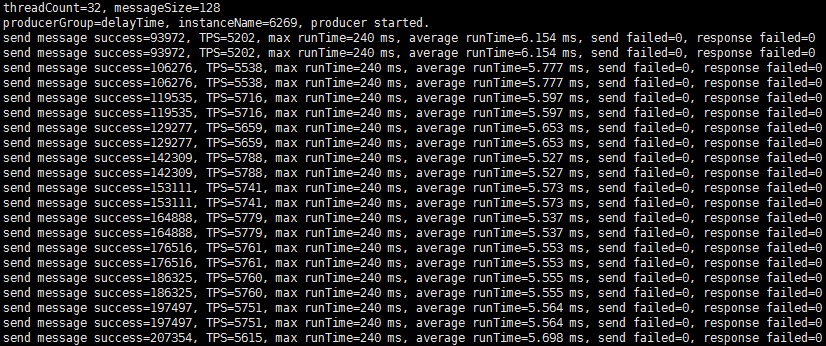 threadCount=32, messageSize=128
producerGroup=delayTime, instanceName=6269, producer started.
send message success=93972, TPS=5202, max runTime=240 ms, average runTime=6.154 ms, send failed=0, response failed=0
send message success=93972, TPS=5202, max runTime=240 ms, average runTime=6.154 ms, send failed=0, response failed=0
send message success=106276, TPS=5538, max runTime=240 ms, average runTime=5.777 ms, send failed=0, response failed=0
send message success=106276, TPS=5538, max runTime=240 ms, average runTime=5.777 ms, send failed=0, response failed=0
send message success=119535, TPS=5716, max runTime=240 ms, average runTime=5.597 ms, send failed=0, response failed=0
send message success=119535, TPS=5716, max runTime=240 ms, average runTime=5.597 ms, send failed=0, response failed=0
send message success=129277, TPS=5659, max runTime=240 ms, average runTime=5.653 ms, send failed=0, response failed=0
send message success=129277, TPS=5659, max runTime=240 ms, average runTime=5.653 ms, send failed=0, response failed=0
send message success=142309, TPS=5788, max runTime=240 ms, average runTime=5.527 ms, send failed=0, response failed=0
send message success=142309, TPS=5788, max runTime=240 ms, average runTime=5.527 ms, send failed=0, response failed=0
send message success=153111, TPS=5741, max runTime=240 ms, average runTime=5.573 ms, send failed=0, response failed=0
send message success=153111, TPS=5741, max runTime=240 ms, average runTime=5.573 ms, send failed=0, response failed=0
send message success=164888, TPS=5779, max runTime=240 ms, average runTime=5.537 ms, send failed=0, response failed=0
send message success=164888, TPS=5779, max runTime=240 ms, average runTime=5.537 ms, send failed=0, response failed=0
send message success=176516, TPS=5761, max runTime=240 ms, average runTime=5.553 ms, send failed=0, response failed=0
send message success=176516, TPS=5761, max runTime=240 ms, average runTime=5.553 ms, send failed=0, response failed=0
send message success=186325, TPS=5760, max runTime=240 ms, average runTime=5.555 ms, send failed=0, response failed=0
send message success=186325, TPS=5760, max runTime=240 ms, average runTime=5.555 ms, send failed=0, response failed=0
send message success=197497, TPS=5751, max runTime=240 ms, average runTime=5.564 ms, send failed=0, response failed=0
send message success=197497, TPS=5751, max runTime=240 ms, average runTime=5.564 ms, send failed=0, response failed=0
send message success=207354, TPS=5615, max runTime=240 ms, average runTime=5.698 ms, send failed=0, response failed=0